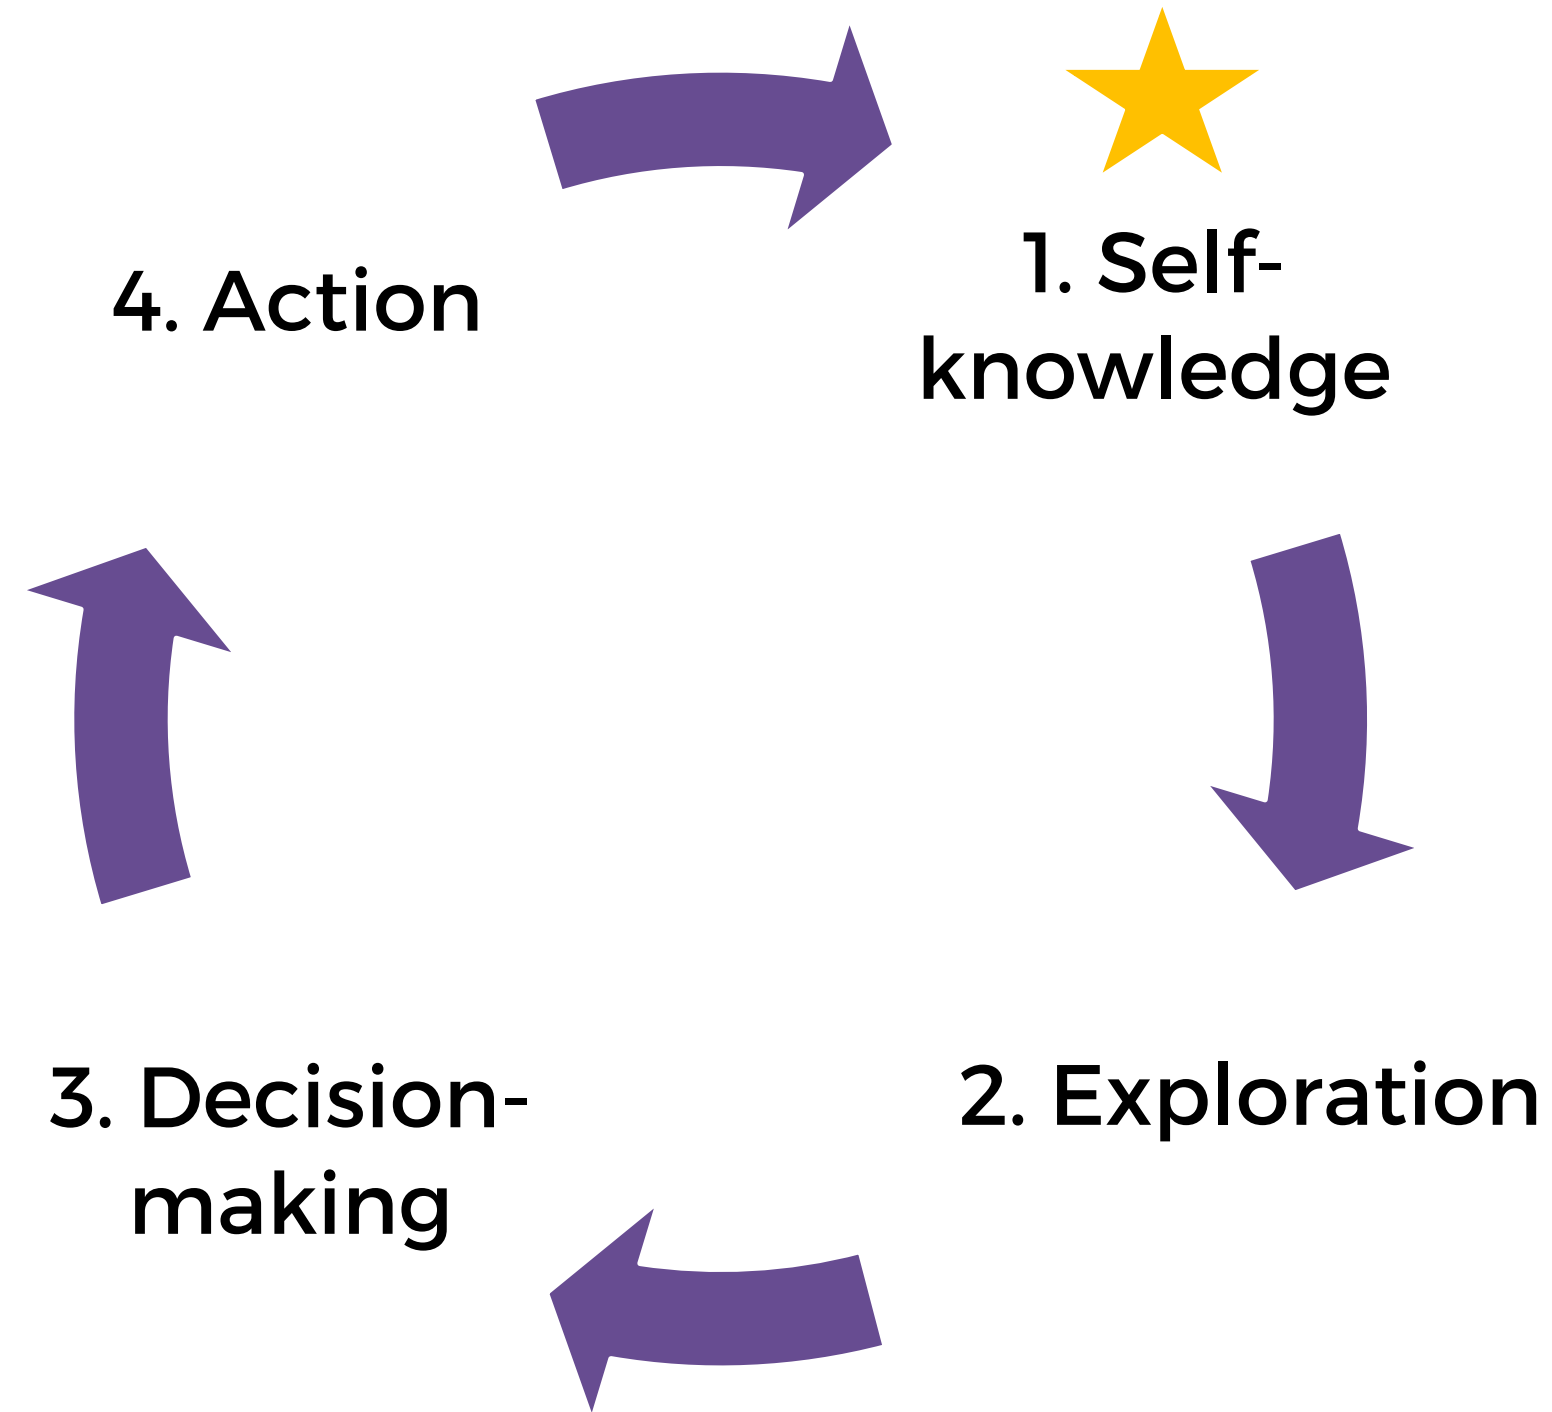 1. Self-
knowledge
2. Exploration
3. Decision-
making
4. Action